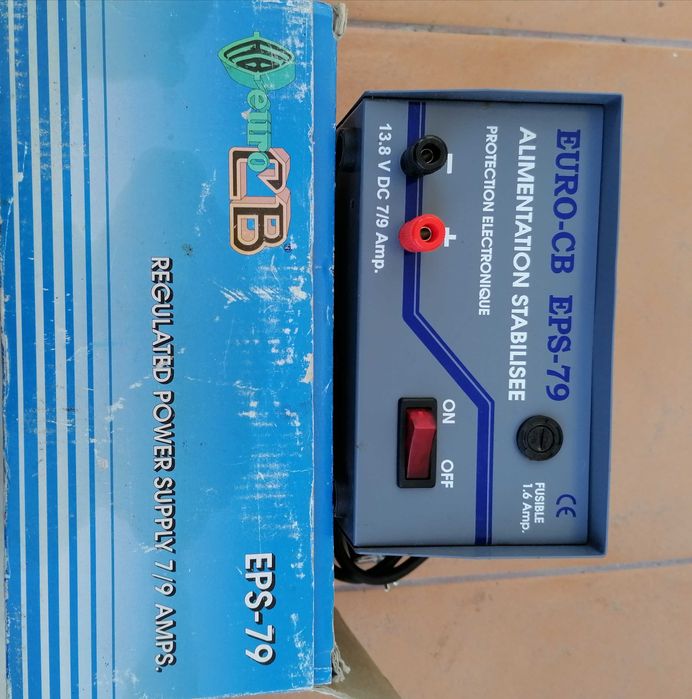 euro
CB
EPS-79
REGULATED POWER SUPPLY 7/9 AMPS.
EURO-CB EPS-79
ALIMENTATION STABILISEE
PROTECTION ELECTRONIQUE
13.8 V DC 7/9 Amp.
-
+
ON
OFF
CE
FUSIBLE
1.6 Amp.